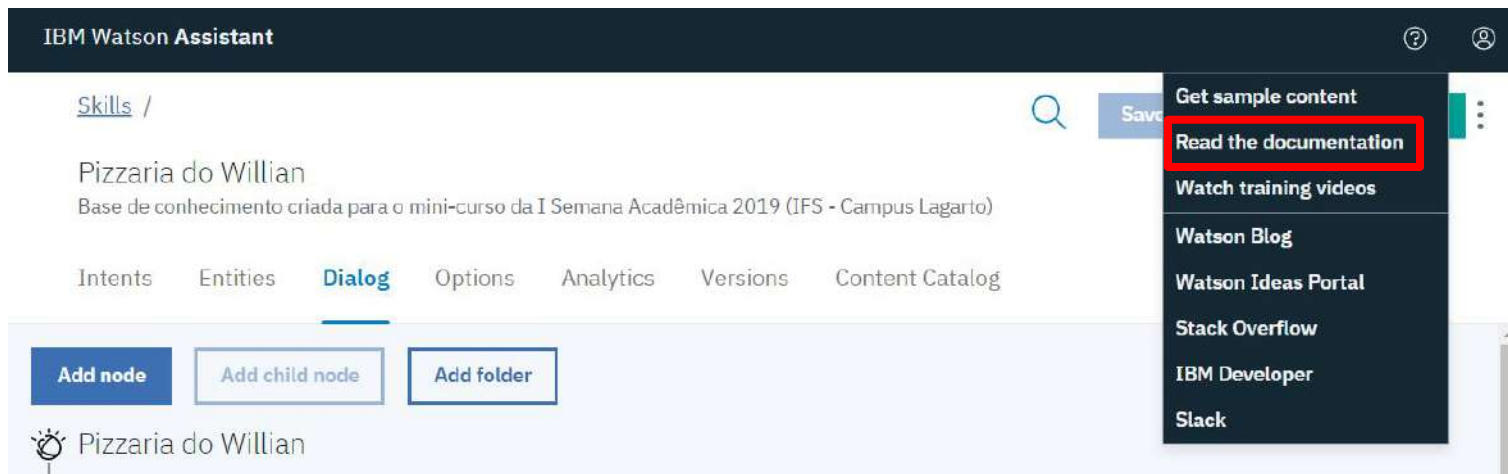 IBM Watson Assistant
Skills /
Pizzaria do Willian
Base de conhecimento criada para o mini-curso da I Semana Acadêmica 2019 (IFS - Campus Lagarto)
Intents Entities Dialog Options Analytics Versions Content Catalog
Add node Add child node Add folder
Pizzaria do Willian
Get sample content
Read the documentation
Watch training videos
Watson Blog
Watson Ideas Portal
Stack Overflow
IBM Developer
Slack